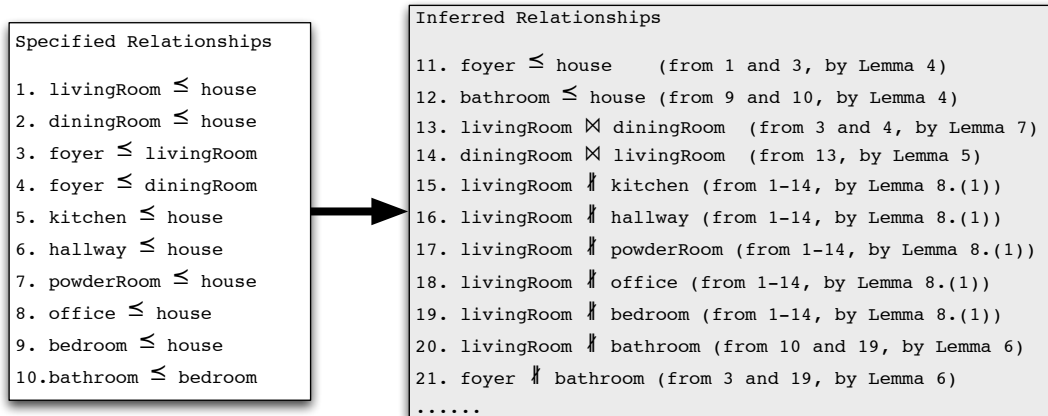 Specified Relationships
1. livingRoom ⪯ house
2. diningRoom ⪯ house
3. foyer ⪯ livingRoom
4. foyer ⪯ diningRoom
5. kitchen ⪯ house
6. hallway ⪯ house
7. powderRoom ⪯ house
8. office ⪯ house
9. bedroom ⪯ house
10.bathroom ⪯ bedroom
Inferred Relationships
11. foyer ⪯ house (from 1 and 3, by Lemma 4)
12. bathroom ⪯ house (from 9 and 10, by Lemma 4)
13. livingRoom ⋈ diningRoom (from 3 and 4, by Lemma 7)
14. diningRoom ⋈ livingRoom (from 13, by Lemma 5)
15. livingRoom ∦ kitchen (from 1-14, by Lemma 8.(1))
16. livingRoom ∦ hallway (from 1-14, by Lemma 8.(1))
17. livingRoom ∦ powderRoom (from 1-14, by Lemma 8.(1))
18. livingRoom ∦ office (from 1-14, by Lemma 8.(1))
19. livingRoom ∦ bedroom (from 1-14, by Lemma 8.(1))
20. livingRoom ∦ bathroom (from 10 and 19, by Lemma 6)
21. foyer ∦ bathroom (from 3 and 19, by Lemma 6)
......